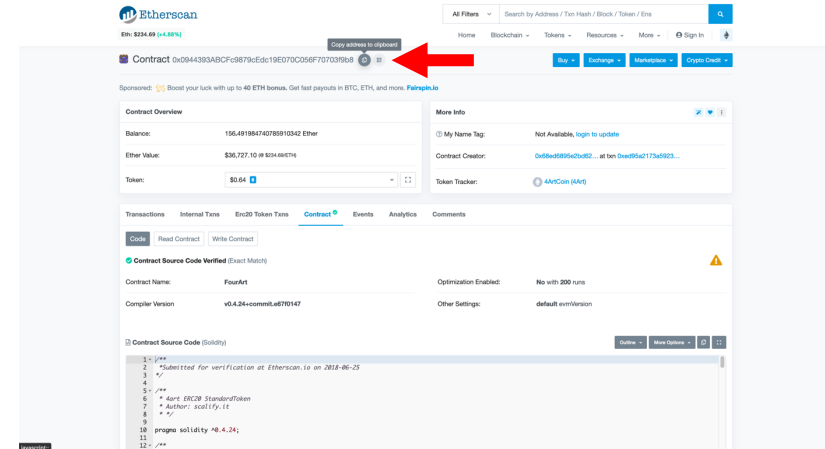 Etherscan
All Filters
Search by Address / Txn Hash / Block / Token / Ens
Eth: $234.69 (+4.88%)
Home Blockchain Tokens Resources More Sign In
Copy address to clipboard
Contract 0x0944393ABCFc9879cEdc19E070C056F70703f9b8
Buy Exchange Marketplace Crypto Credit
Sponsored: Boost your luck with up to 40 ETH bonus. Get fast payouts in BTC, ETH, and more. Fairspin.io
Contract Overview
More Info
Balance: 156.491984740785910342 Ether
My Name Tag: Not Available, login to update
Ether Value: $36,727.10 (@ $234.69/ETH)
Contract Creator: 0x66ed6895e2bd62... at txn 0xed95a2173a5923...
Token: $0.64
Token Tracker: 4ArtCoin (4Art)
Transactions Internal Txns Erc20 Token Txns Contract Events Analytics Comments
Code Read Contract Write Contract
Contract Source Code Verified (Exact Match)
Contract Name: FourArt
Optimization Enabled: No with 200 runs
Compiler Version v0.4.24+commit.e67f0147
Other Settings: default evmVersion
Contract Source Code (Solidity)
Outline More Options
1 /**
2 *Submitted for verification at Etherscan.io on 2018-06-25
3 */
4
5 /**
6 * 4art ERC20 StandardToken
7 * Author: scalify.it
8 * */
9
10 pragma solidity ^0.4.24;
11
12 /**
javascript: